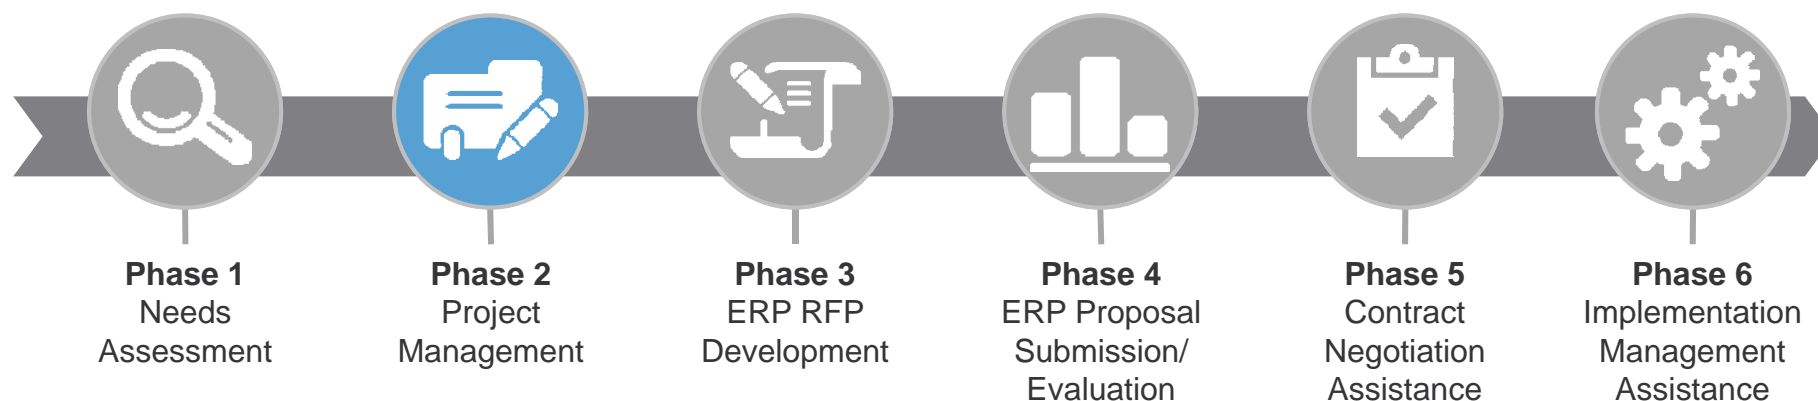 Phase 1
Needs
Assessment
Phase 2
Project
Management
Phase 3
ERP RFP
Development
Phase 4
ERP Proposal
Submission/
Evaluation
Phase 5
Contract
Negotiation
Assistance
Phase 6
Implementation
Management
Assistance